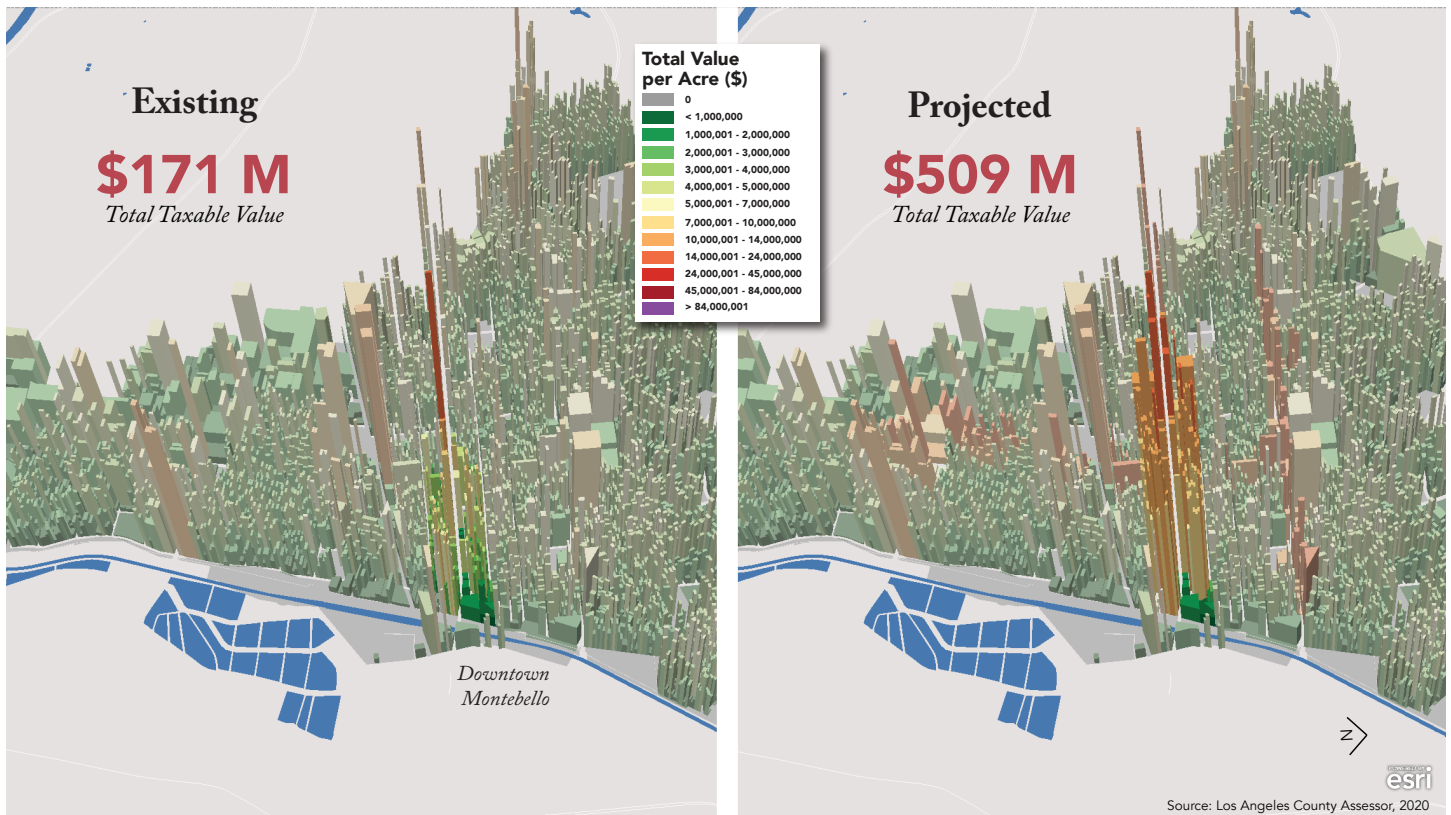 Existing
$171 M
Total Taxable Value
Total Value
per Acre ($)
0
< 1,000,000
1,000,001 - 2,000,000
2,000,001 - 3,000,000
3,000,001 - 4,000,000
4,000,001 - 5,000,000
5,000,001 - 7,000,000
7,000,001 - 10,000,000
10,000,001 - 14,000,000
14,000,001 - 24,000,000
24,000,001 - 45,000,000
45,000,001 - 84,000,000
> 84,000,001
Projected
$509 M
Total Taxable Value
Downtown
Montebello
N
POWERED BY
esri
Source: Los Angeles County Assessor, 2020